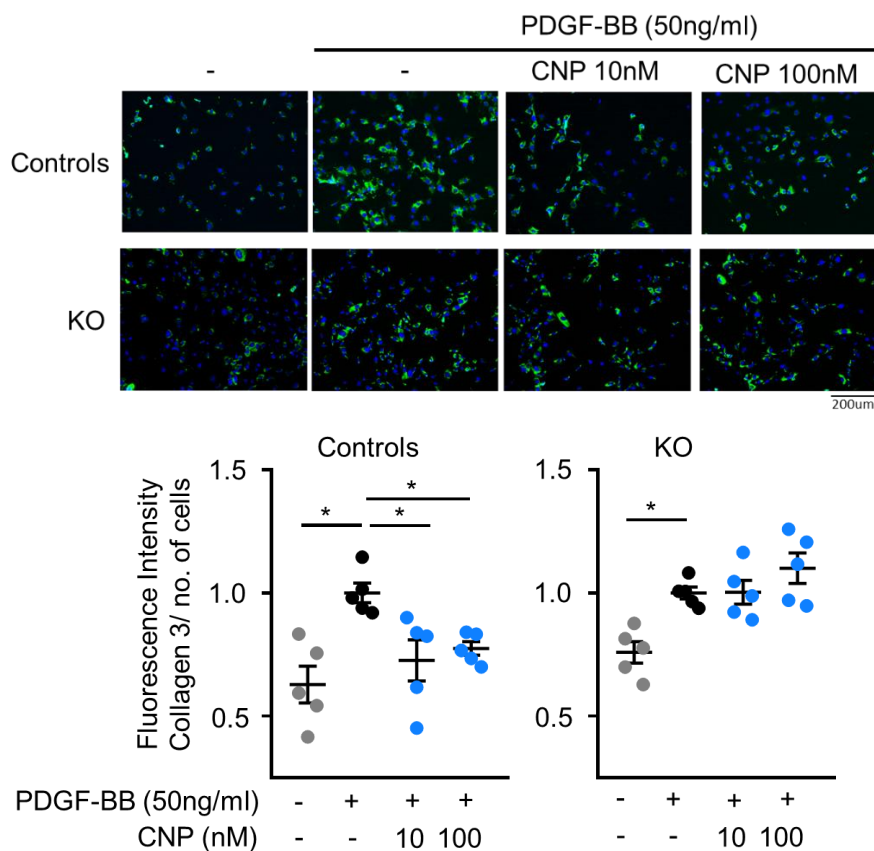 PDGF-BB (50ng/ml)
- - CNP 10nM CNP 100nM
Controls
KO
200um
Controls KO
Fluorescence Intensity
Collagen 3/ no. of cells
1.5
1.0
0.5
* * *
1.5
1.0
0.5
*
PDGF-BB (50ng/ml) - + + + - + + +
CNP (nM) - - 10 100 - - 10 100